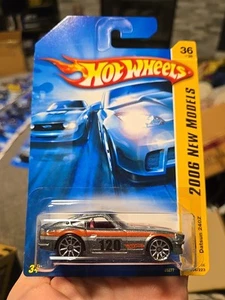 36
HOT WHEELS
2006 NEW MODELS
Datsun 240Z
120